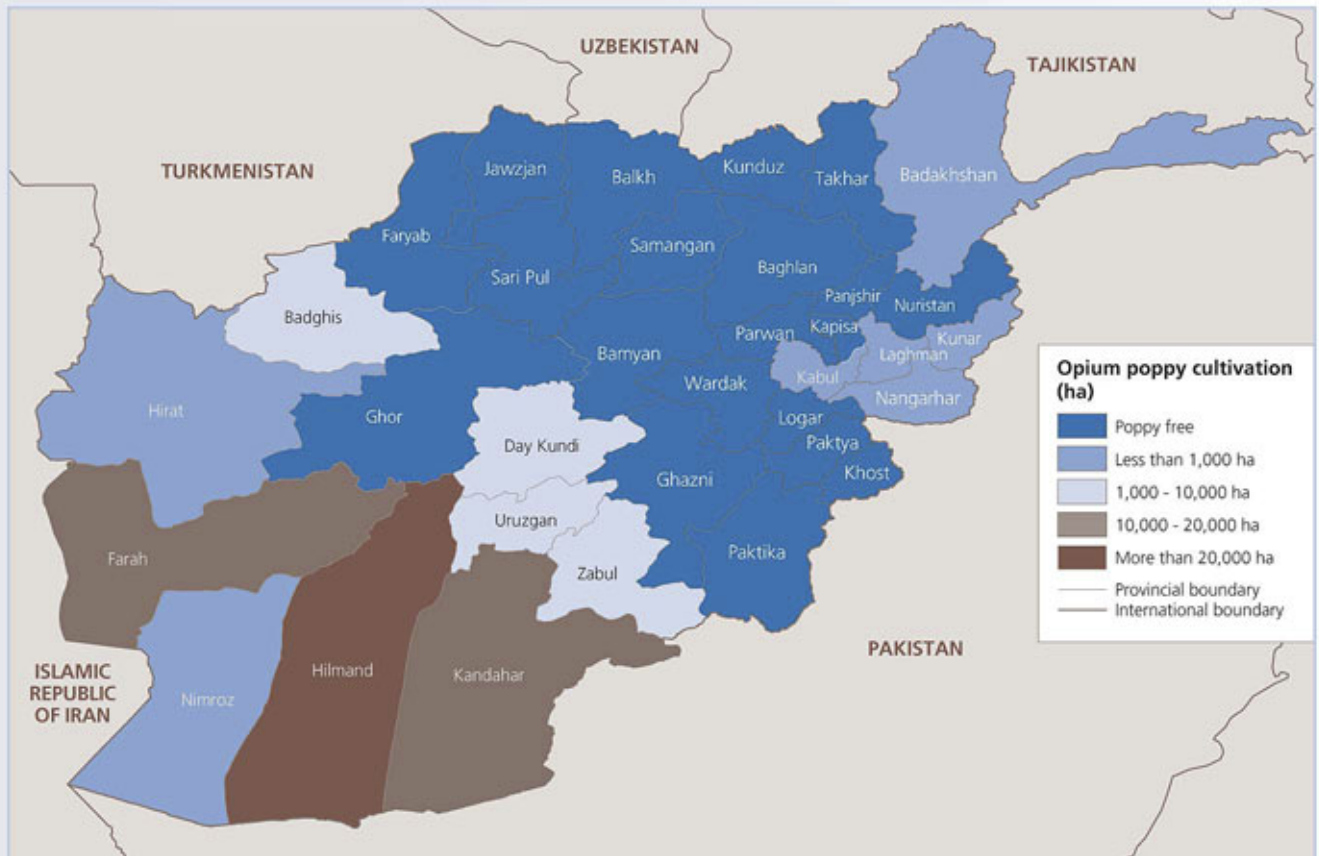 UZBEKISTAN
TAJIKISTAN
TURKMENISTAN
Jawzjan
Balkh
Kunduz
Takhar
Badakhshan
Faryab
Samangan
Sari Pul
Baghlan
Panjshir
Nuristan
Badghis
Parwan
Kapisa
Kunar
Bamyan
Laghman
Wardak
Kabul
Nangarhar
Hirat
Ghor
Logar
Day Kundi
Paktya
Ghazni
Khost
Uruzgan
Farah
Paktika
Zabul
Hilmand
Kandahar
Nimroz
PAKISTAN
ISLAMIC
REPUBLIC
OF IRAN
Opium poppy cultivation
(ha)
Poppy free
Less than 1,000 ha
1,000 - 10,000 ha
10,000 - 20,000 ha
More than 20,000 ha
Provincial boundary
International boundary